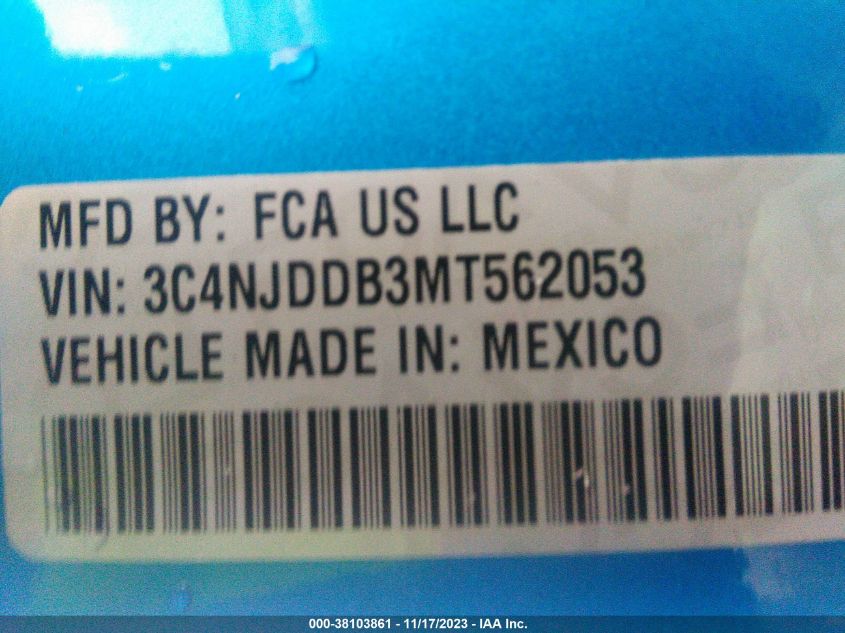 MFD BY: FCA US LLC
VIN: 3C4NJDDB3MT562053
VEHICLE MADE IN: MEXICO
000-38103861 - 11/17/2023 - IAA Inc.